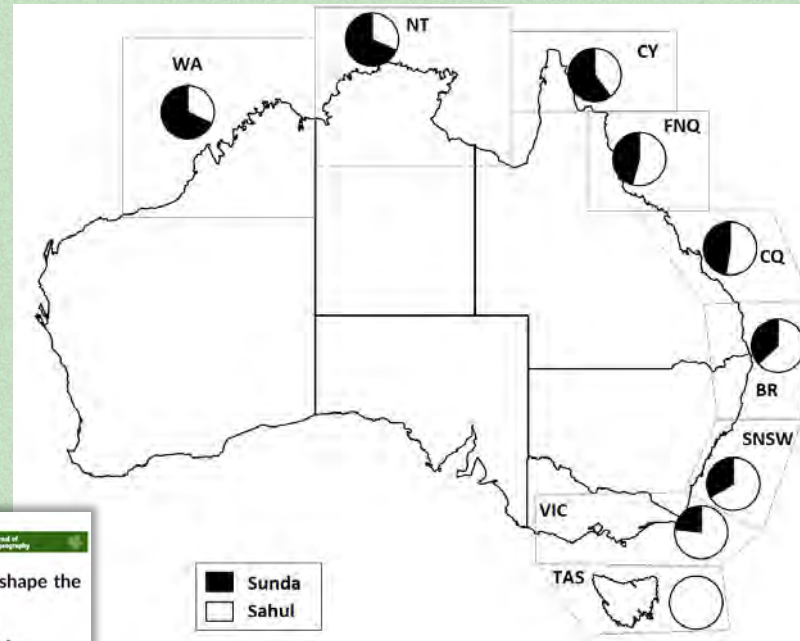 NT
CY
WA
FNQ
CQ
BR
SNSW
VIC
TAS
Sunda
Sahul
shape the